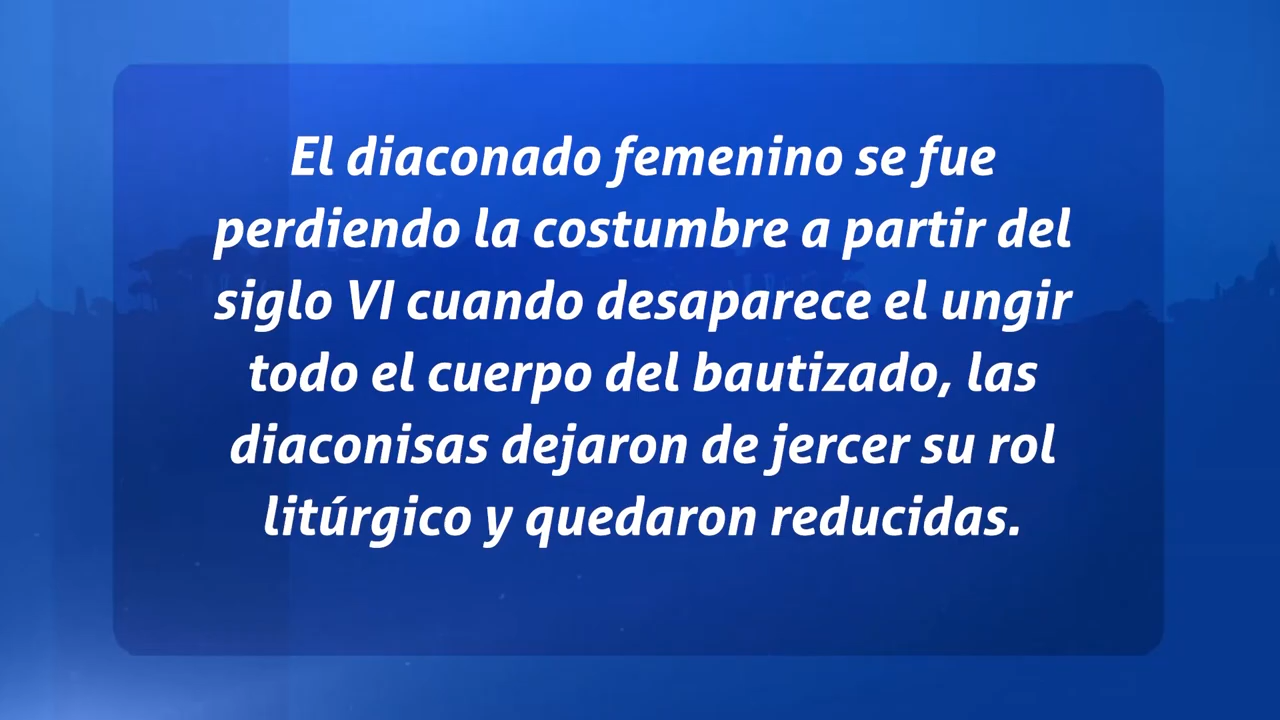 El diaconado femenino se fue
perdiendo la costumbre a partir del
siglo VI cuando desaparece el ungir
todo el cuerpo del bautizado, las
diaconisas dejaron de jercer su rol
litúrgico y quedaron reducidas.